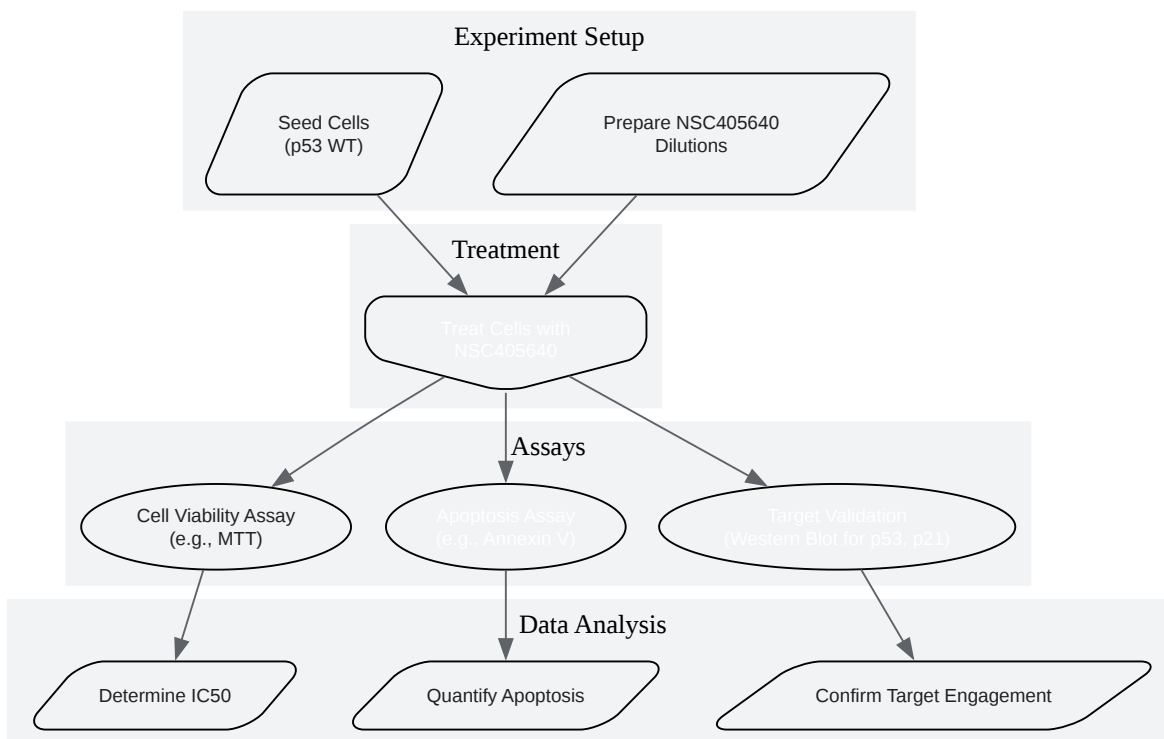 Experiment Setup
Seed Cells
(p53 WT)
Prepare NSC405640
Dilutions
Treatment
Treat Cells with
NSC405640
Assays
Cell Viability Assay
(e.g., MTT)
Apoptosis Assay
(e.g., Annexin V)
Target Validation
(Western Blot for p53, p21)
Data Analysis
Determine IC50
Quantify Apoptosis
Confirm Target Engagement